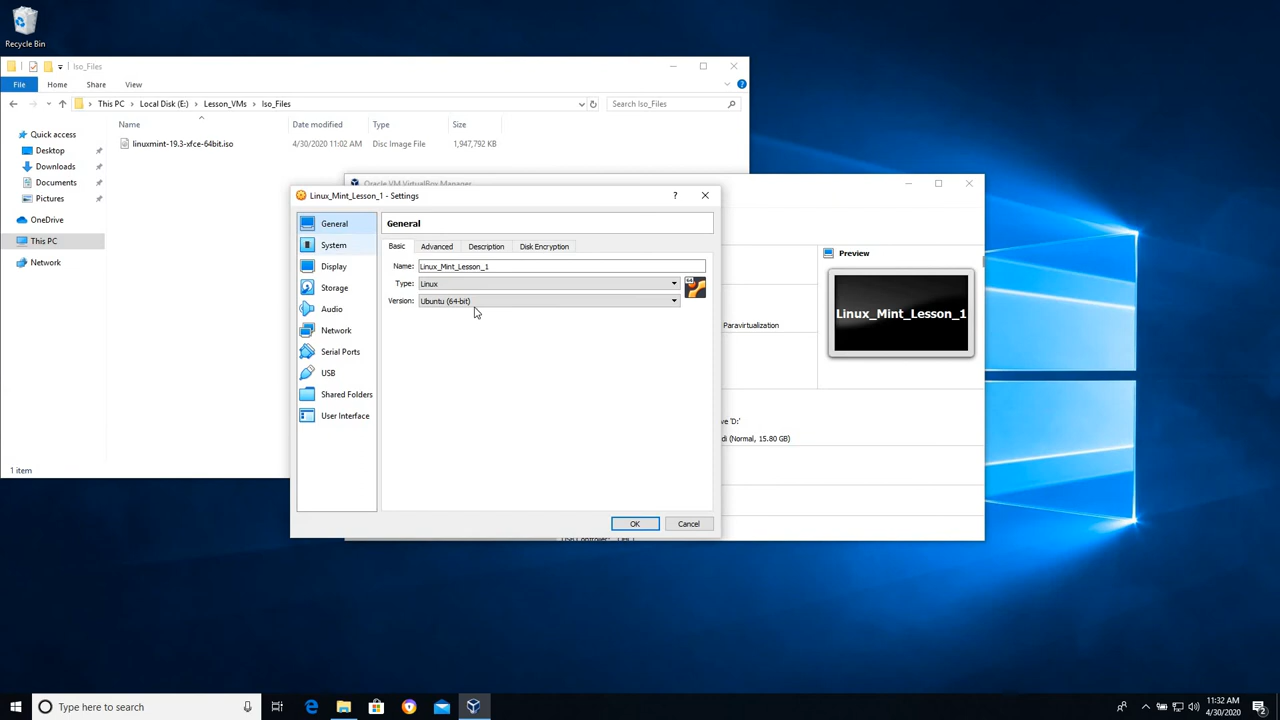 Recycle Bin
Iso_Files
File Home Share View
This PC Local Disk (E:) Lesson_VMs Iso_Files Search Iso_Files
Name Date modified Type Size
linuxmint-19.3-xfce-64bit.iso 4/30/2020 11:02 AM Disc Image File 1,947,792 KB
Quick access
Desktop
Downloads
Documents
Pictures
OneDrive
This PC
Network
1 item
Oracle VM VirtualBox Manager
Linux_Mint_Lesson_1 - Settings
General
System
Display
Storage
Audio
Network
Serial Ports
USB
Shared Folders
User Interface
General
Basic Advanced Description Disk Encryption
Name: Linux_Mint_Lesson_1
Type: Linux
Version: Ubuntu (64-bit)
64
OK Cancel
Preview
Linux_Mint_Lesson_1
Paravirtualization
've 'D:'
di (Normal, 15.80 GB)
Type here to search
11:32 AM
4/30/2020
2